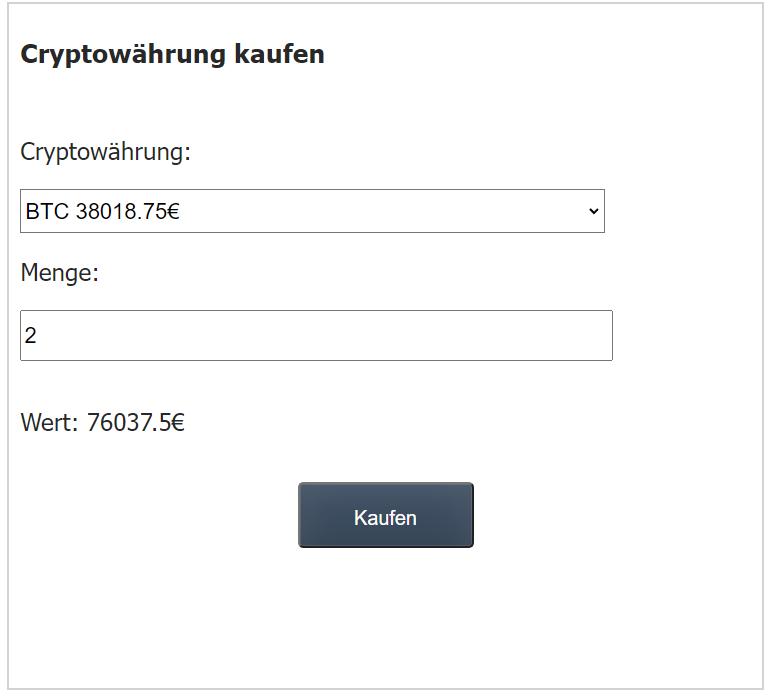 Cryptowährung kaufen
Cryptowährung:
BTC 38018.75€
Menge:
2
Wert: 76037.5€
Kaufen